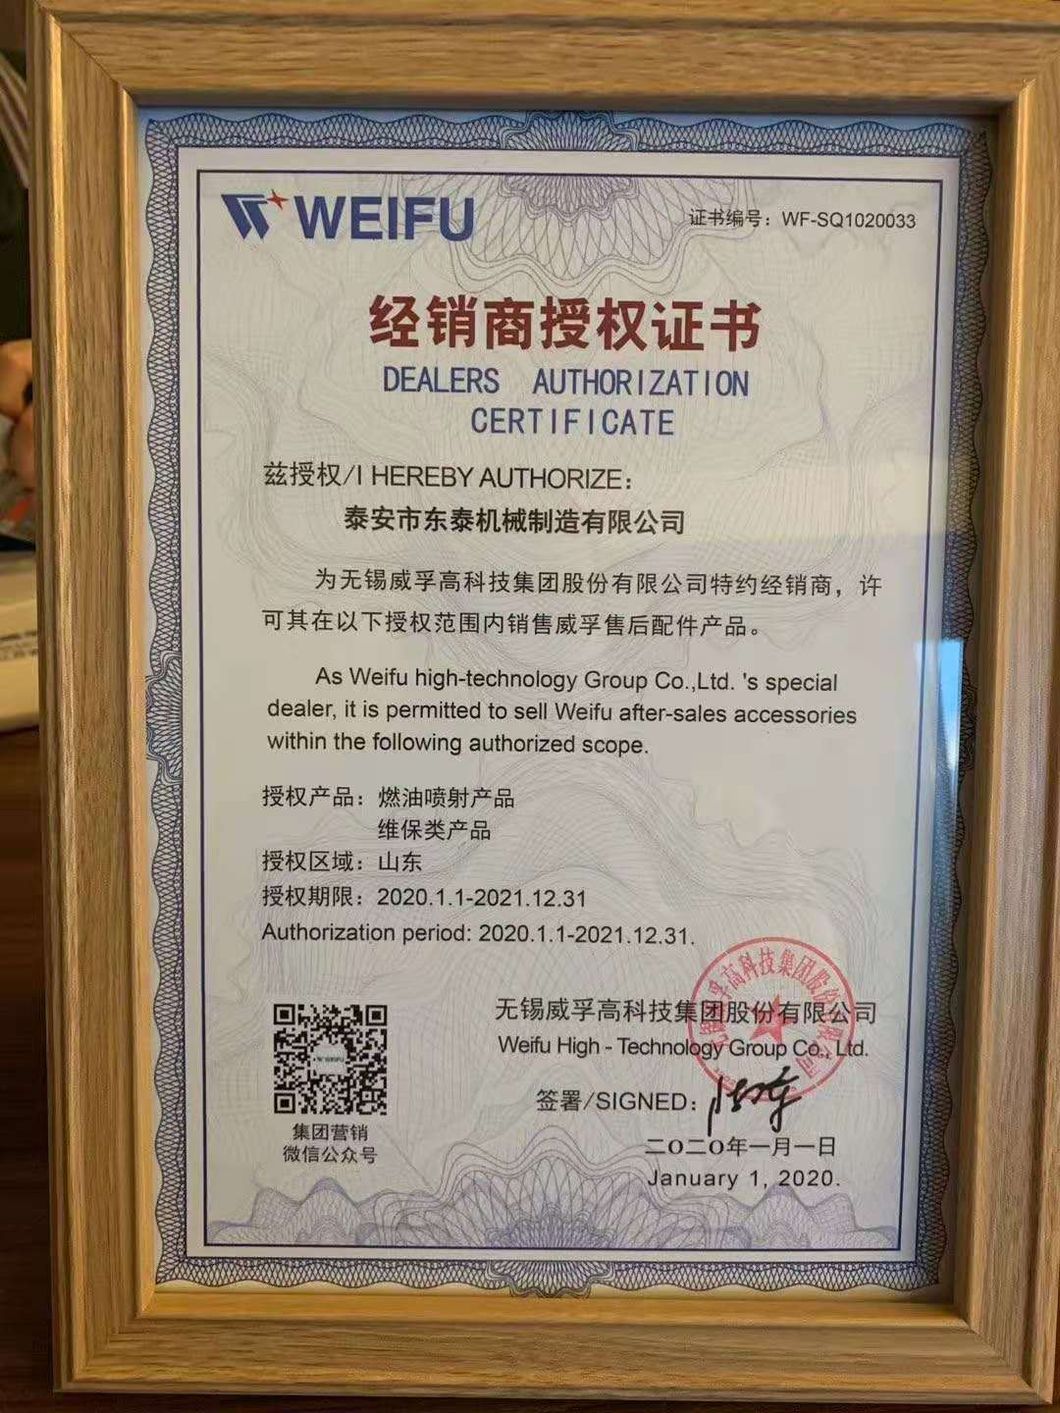 WEIFU
证书编号：WF-SQ1020033
经销商授权证书
DEALERS AUTHORIZATION
CERTIFICATE
兹授权/I HEREBY AUTHORIZE:
泰安市东泰机械制造有限公司
为无锡威孚高科技集团股份有限公司特约经销商，许
可其在以下授权范围内销售威孚售后配件产品。
As Weifu high-technology Group Co.,Ltd. 's special
dealer, it is permitted to sell Weifu after-sales accessories
within the following authorized scope.
授权产品：燃油喷射产品
维保类产品
授权区域：山东
授权期限：2020.1.1-2021.12.31
Authorization period: 2020.1.1-2021.12.31.
无锡威孚高科技集团股份有限公司
Weifu High - Technology Group Co., Ltd.
签署/SIGNED:
二O二O年一月一日
January 1, 2020.
集团营销
微信公众号